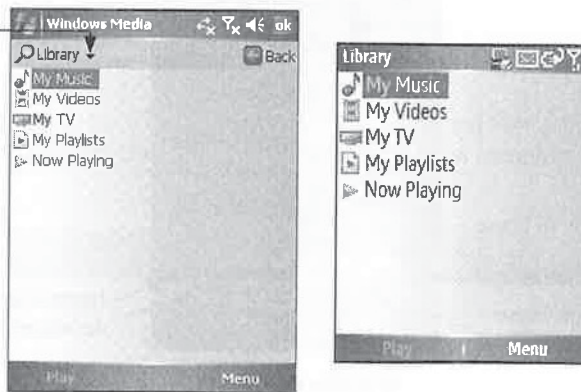 Windows Media ok
Library Back
My Music
My Videos
My TV
My Playlists
Now Playing
Play Menu
Library
My Music
My Videos
My TV
My Playlists
Now Playing
Play Menu